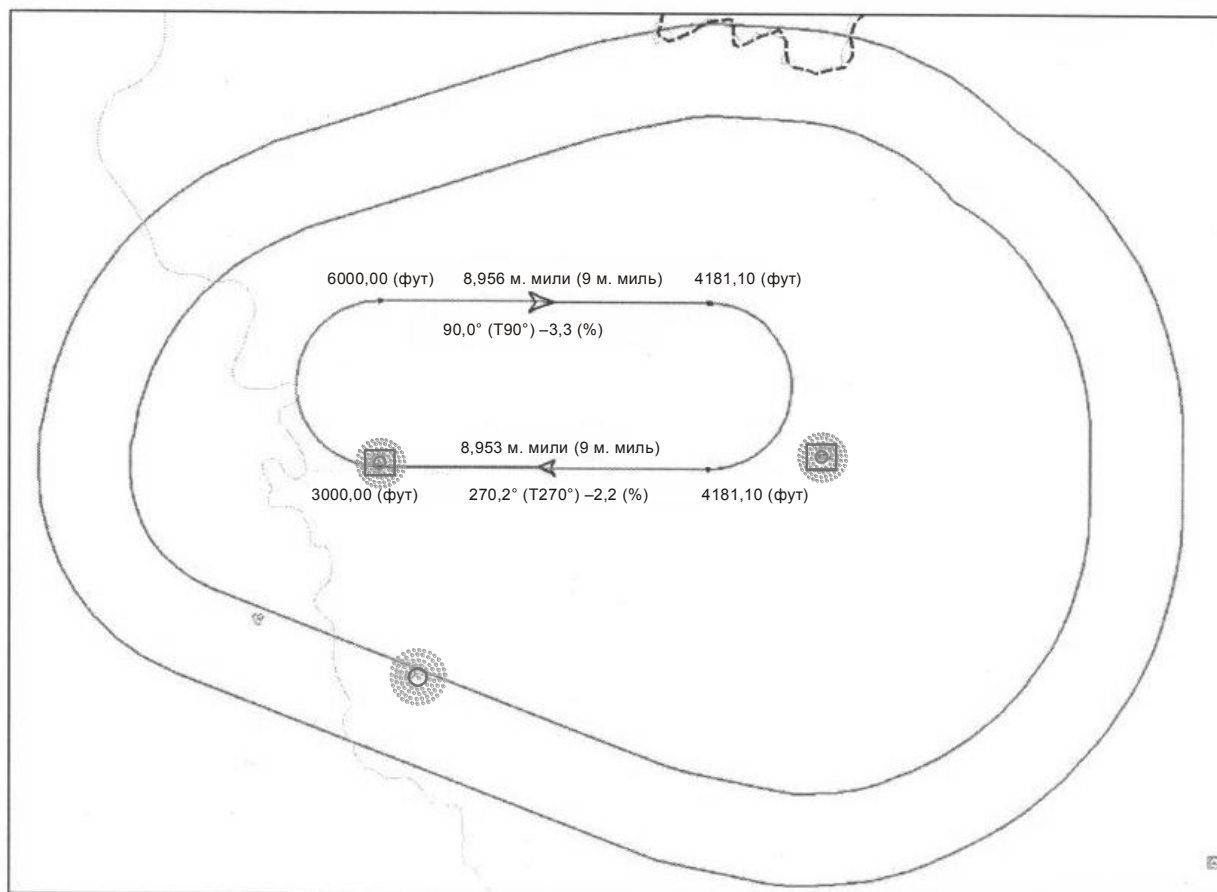 6000,00 (фут) 8,956 м. мили (9 м. миль) 4181,10 (фут)
90,0° (T90°) –3,3 (%)
8,953 м. мили (9 м. миль)
3000,00 (фут) 270,2° (T270°) –2,2 (%) 4181,10 (фут)